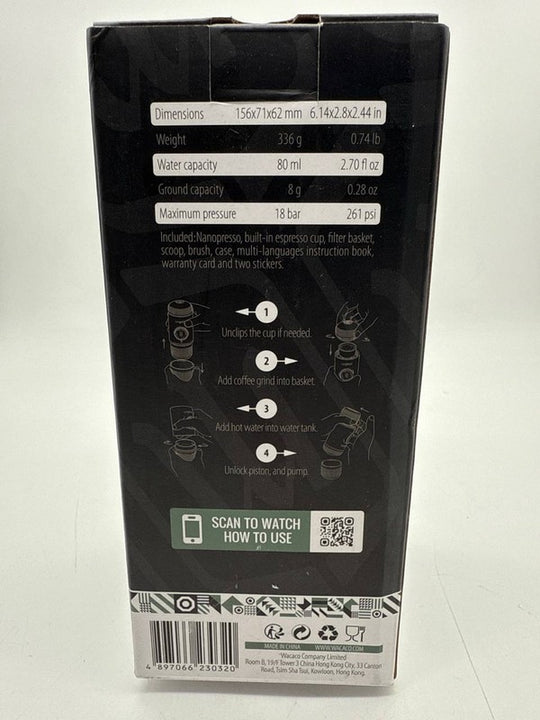 Dimensions 156x71x62 mm 6.14x2.8x2.44 in
Weight 336 g 0.74 lb
Water capacity 80 ml 2.70 fl oz
Ground capacity 8 g 0.28 oz
Maximum pressure 18 bar 261 psi
Included:Nanopresso, built-in espresso cup, filter basket,
scoop, brush, case, multi-languages instruction book,
warranty card and two stickers.
1
Unclips the cup if needed.
2
Add coffee grind into basket.
3
Add hot water into water tank.
4
Unlock piston, and pump.
SCAN TO WATCH
HOW TO USE
MADE IN CHINA WWW.WACACO.COM
Wacaco Company Limited
Room B, 19/F Tower 3 China Hong Kong City, 33 Canton
Road, Tsim Sha Tsui, Kowloon, Hong Kong.
4 897066 230320